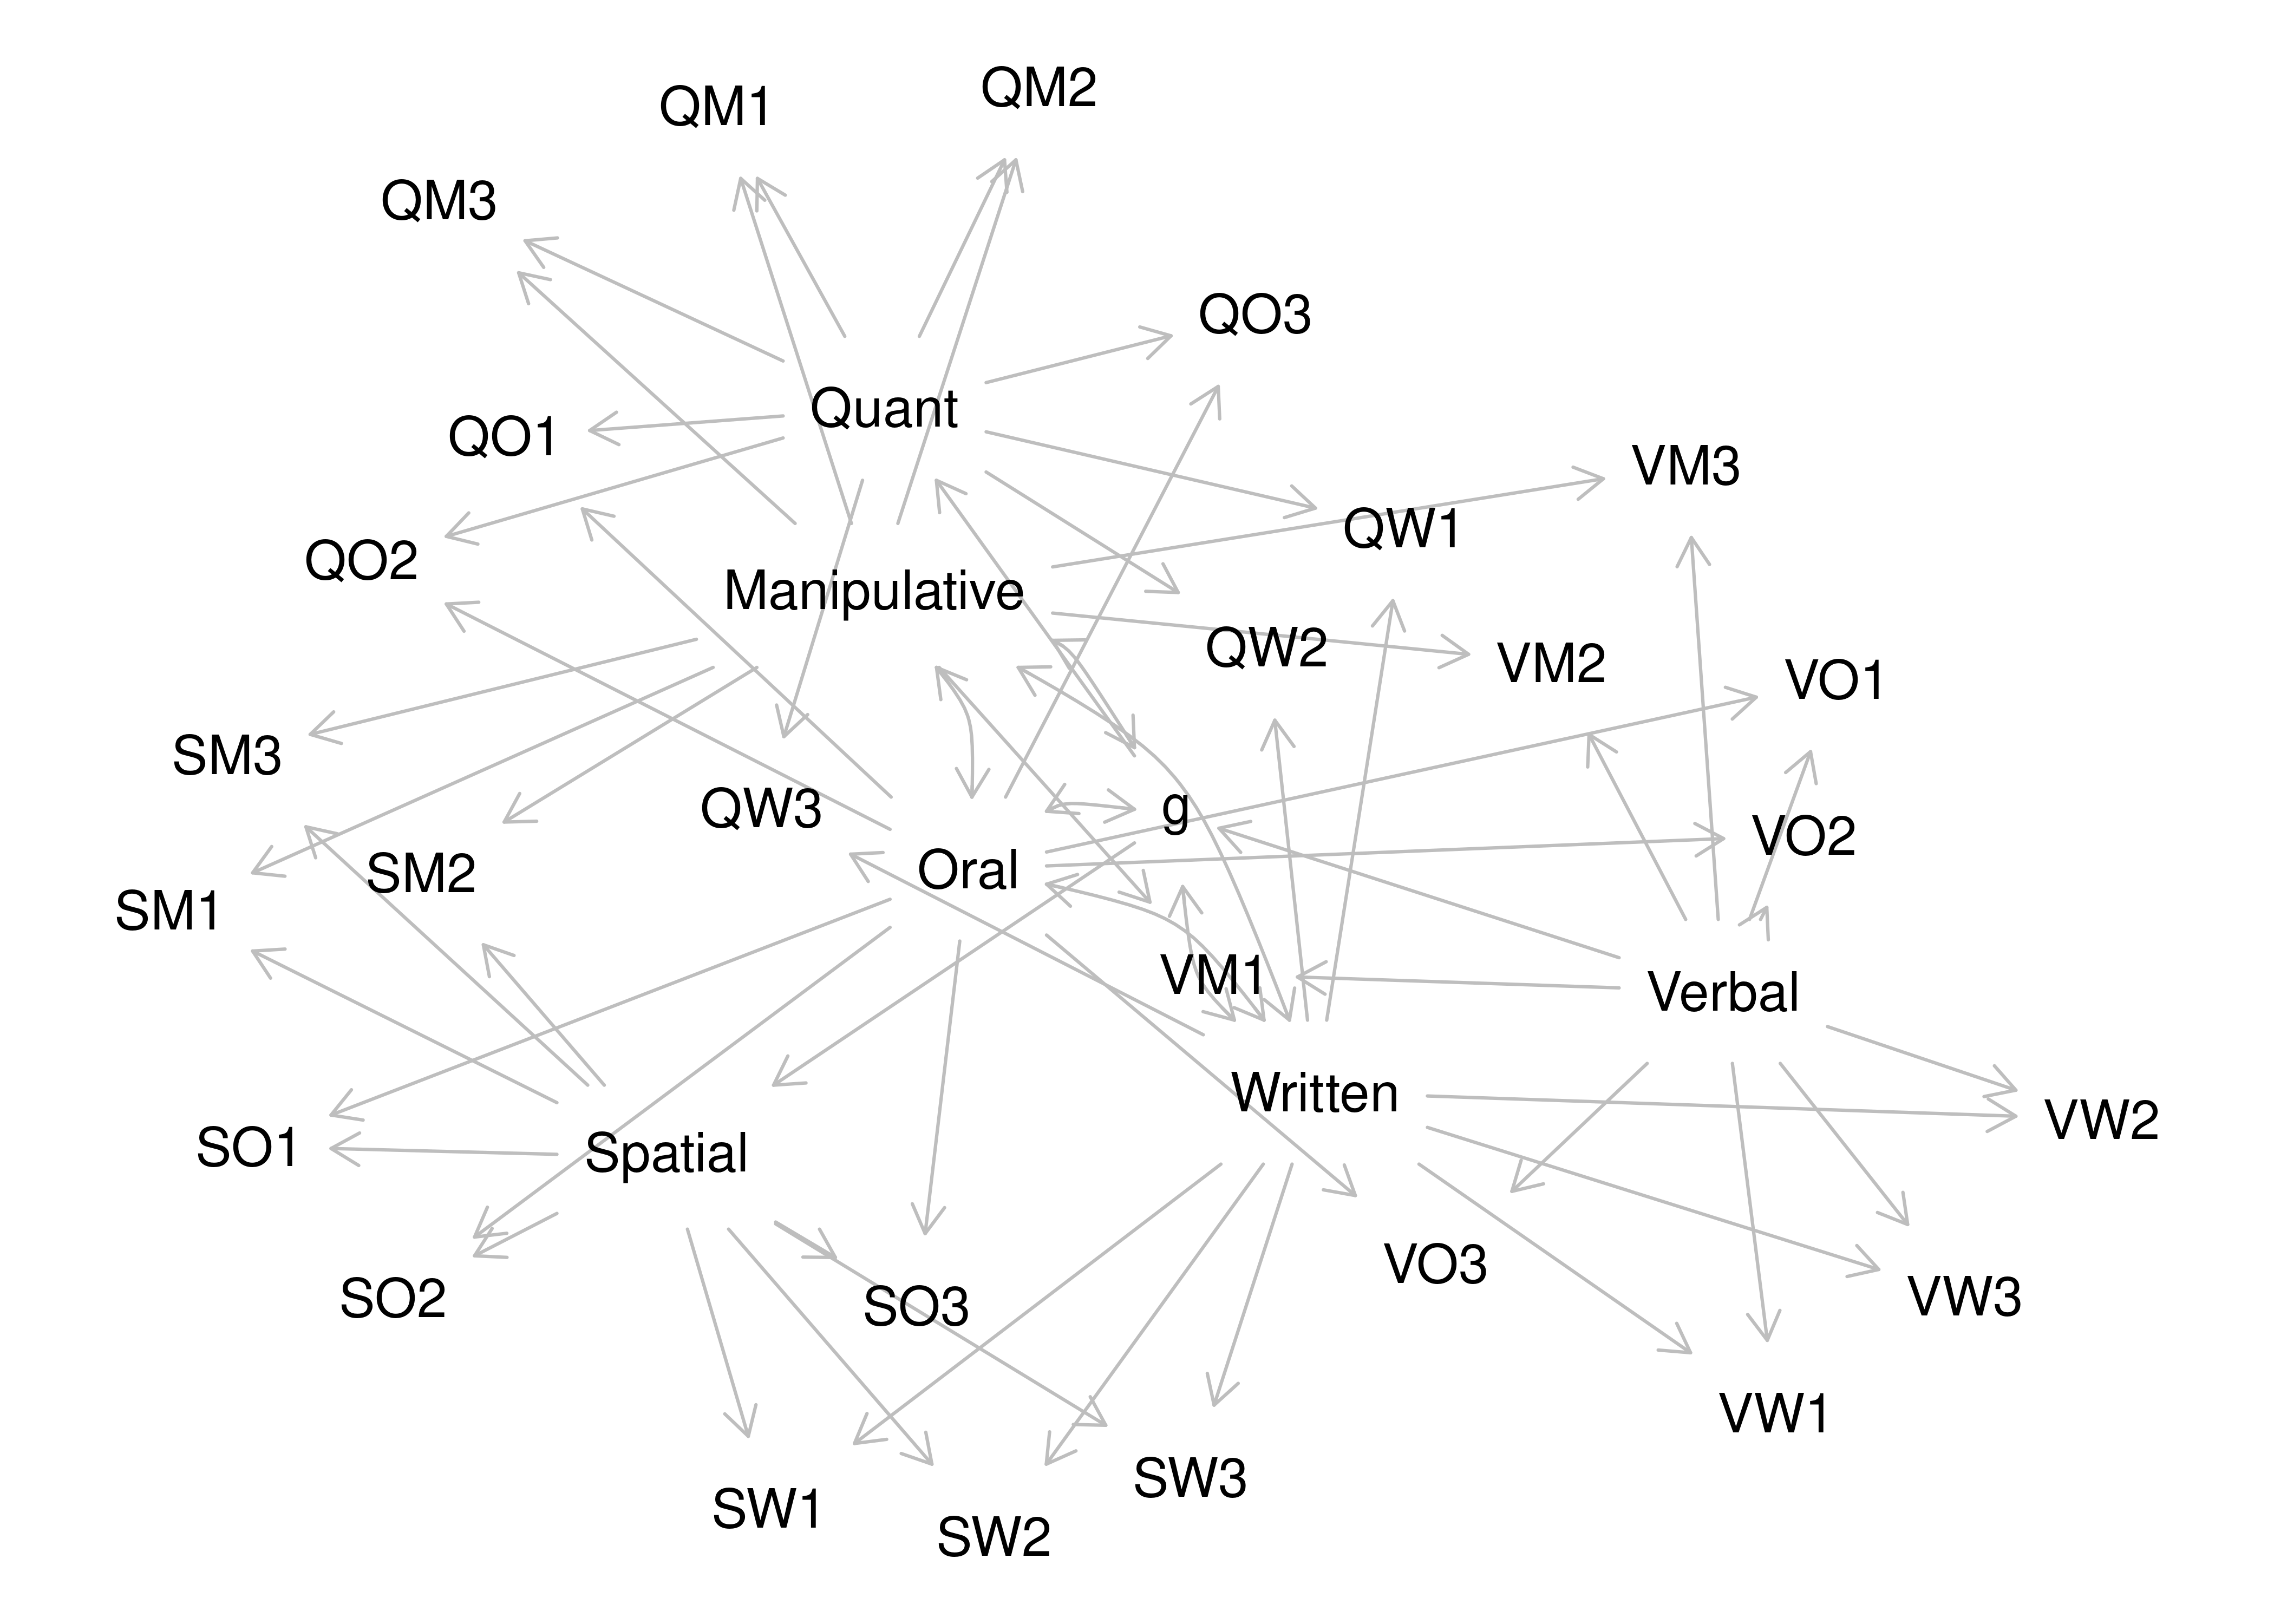 QM2
QM1
QM3
QO3
Quant
QO1
VM3
QW1
QO2
Manipulative
QW2
VM2
VO1
SM3
QW3
g
VO2
Oral
SM2
SM1
VM1
Verbal
Written
VW2
SO1
Spatial
VO3
SO2
SO3
VW3
VW1
SW3
SW1
SW2